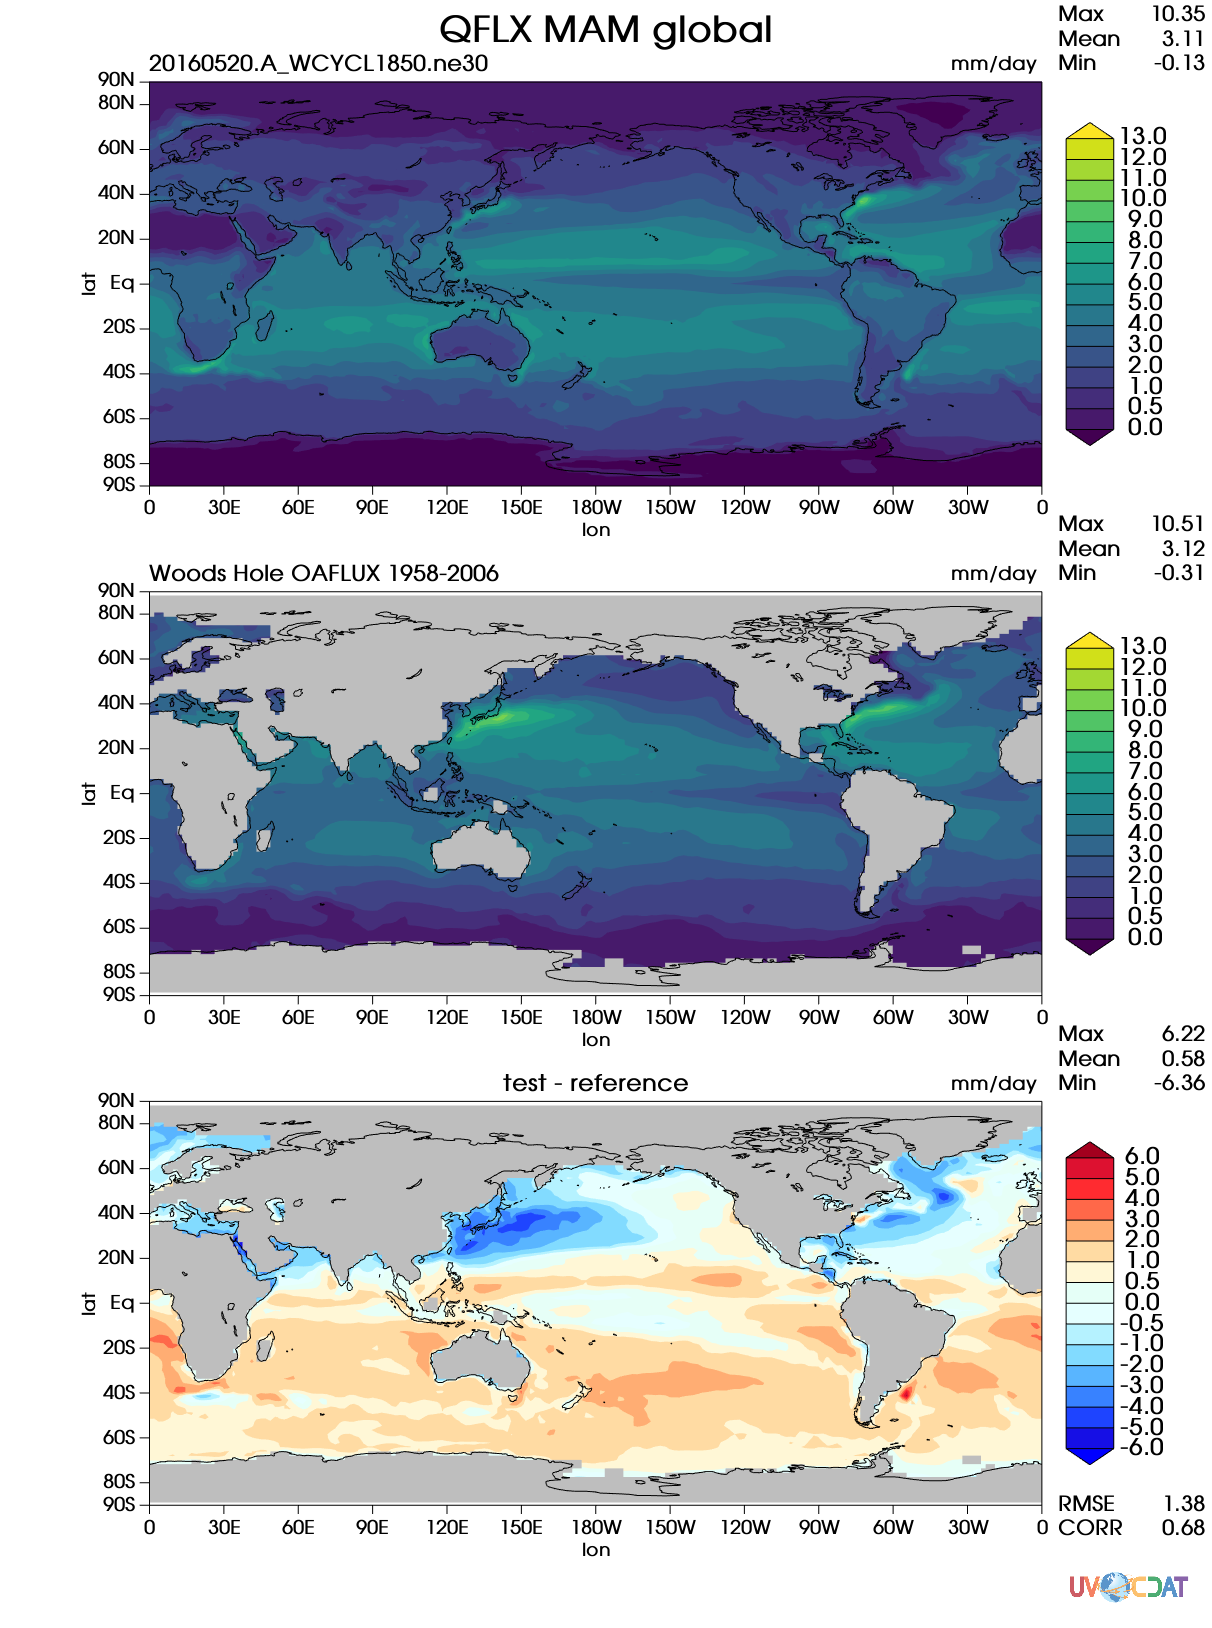 QFLX MAM global
Max 10.35
Mean 3.11
Min -0.13
20160520.A_WCYCL1850.ne30
mm/day
90N
80N
60N
40N
20N
Eq
20S
40S
60S
80S
90S
lat
0 30E 60E 90E 120E 150E 180W 150W 120W 90W 60W 30W 0
lon
13.0
12.0
11.0
10.0
9.0
8.0
7.0
6.0
5.0
4.0
3.0
2.0
1.0
0.5
0.0
Max 10.51
Mean 3.12
Min -0.31
Woods Hole OAFLUX 1958-2006
mm/day
90N
80N
60N
40N
20N
Eq
20S
40S
60S
80S
90S
lat
0 30E 60E 90E 120E 150E 180W 150W 120W 90W 60W 30W 0
lon
13.0
12.0
11.0
10.0
9.0
8.0
7.0
6.0
5.0
4.0
3.0
2.0
1.0
0.5
0.0
Max 6.22
Mean 0.58
Min -6.36
test - reference
mm/day
90N
80N
60N
40N
20N
Eq
20S
40S
60S
80S
90S
lat
0 30E 60E 90E 120E 150E 180W 150W 120W 90W 60W 30W 0
lon
6.0
5.0
4.0
3.0
2.0
1.0
0.5
0.0
-0.5
-1.0
-2.0
-3.0
-4.0
-5.0
-6.0
RMSE 1.38
CORR 0.68
UV CDAT